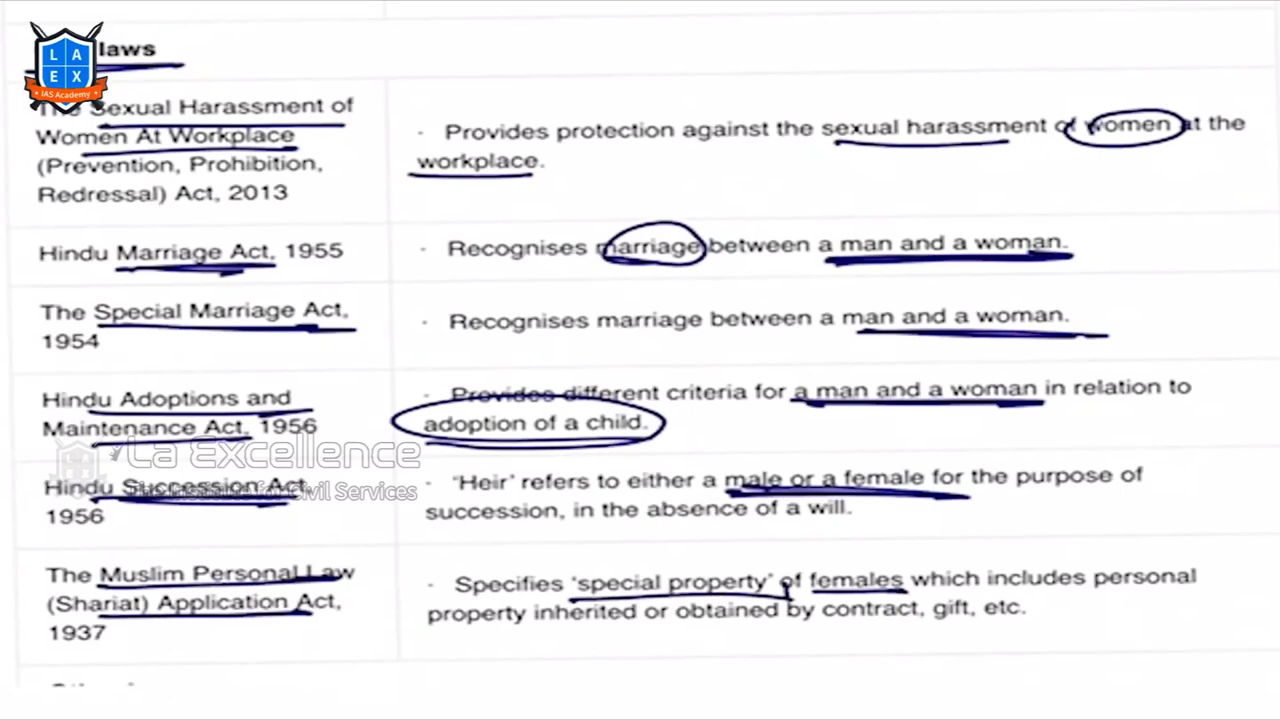 L A
E X
IAS Academy
laws
The Sexual Harassment of
Women At Workplace
(Prevention, Prohibition,
Redressal) Act, 2013
· Provides protection against the sexual harassment of women at the
workplace.
Hindu Marriage Act, 1955
· Recognises marriage between a man and a woman.
The Special Marriage Act,
1954
· Recognises marriage between a man and a woman.
Hindu Adoptions and
Maintenance Act, 1956
· Provides different criteria for a man and a woman in relation to
adoption of a child.
La Excellence
for Civil Services
Hindu Succession Act,
1956
· 'Heir' refers to either a male or a female for the purpose of
succession, in the absence of a will.
The Muslim Personal Law
(Shariat) Application Act,
1937
· Specifies 'special property' of females which includes personal
property inherited or obtained by contract, gift, etc.